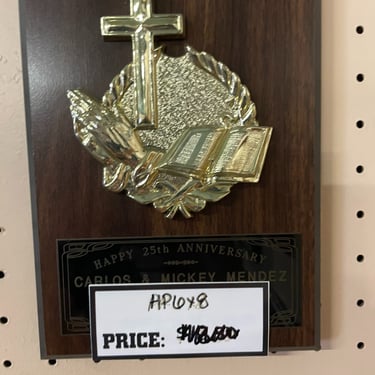 HAPPY 25th ANNIVERSARY
CARLOS & MICKEY MENDEZ
HP6x8
PRICE: